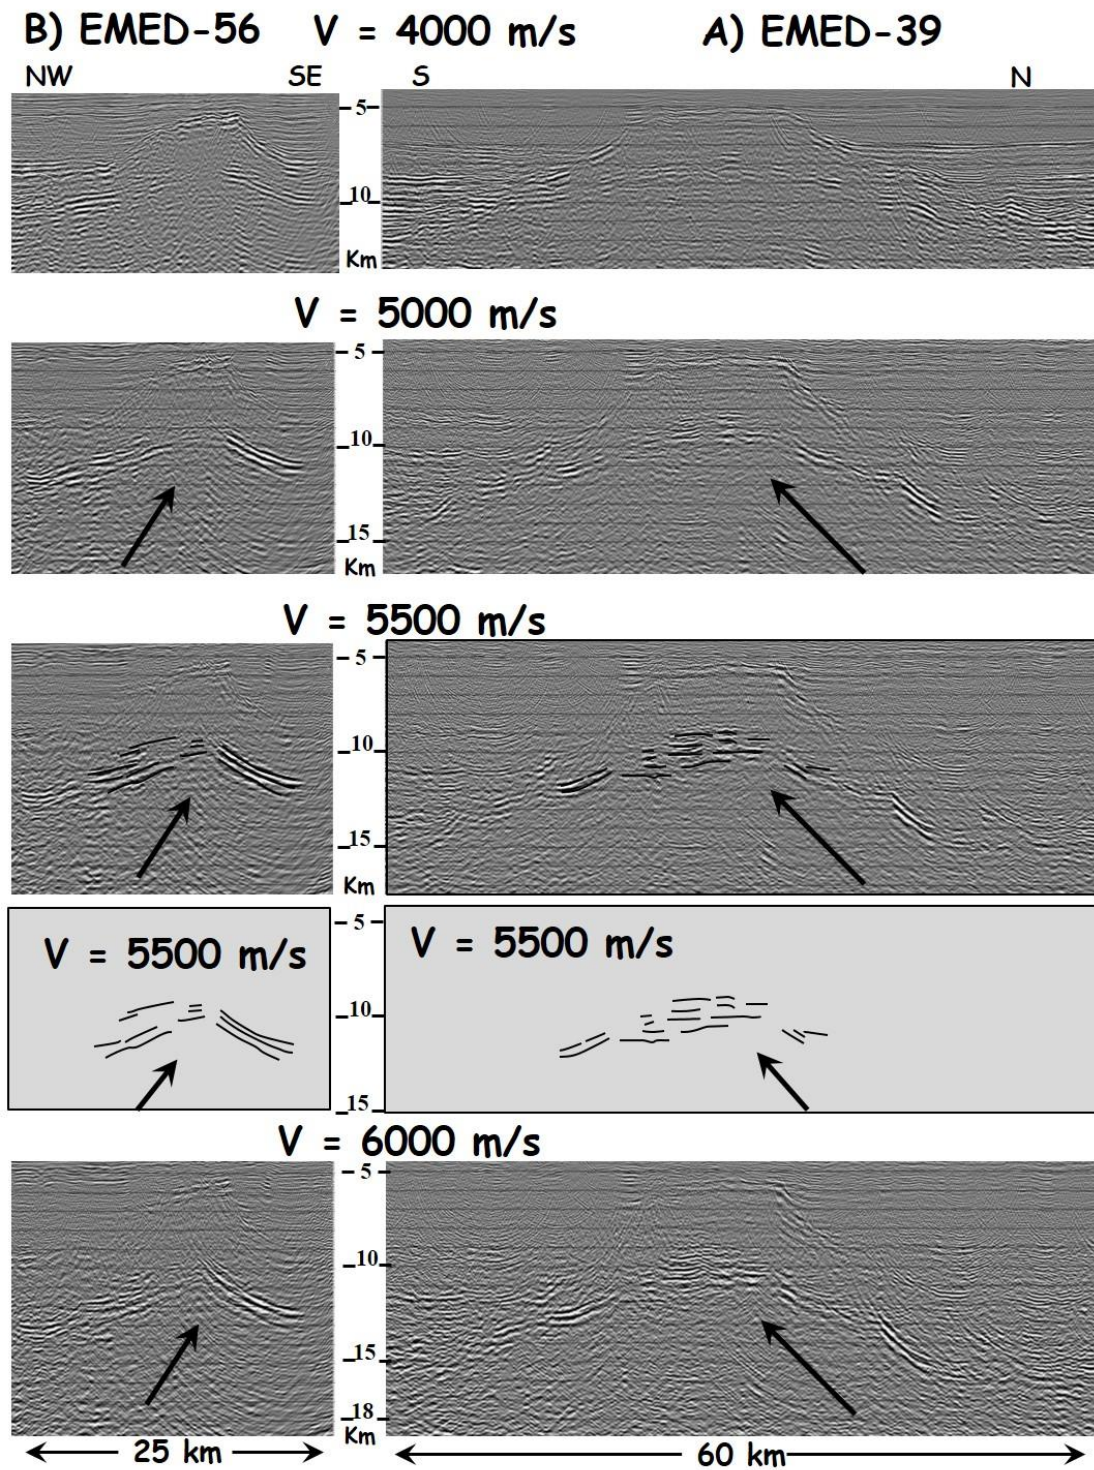 B) EMED-56 V = 4000 m/s A) EMED-39
NW SE S N
5
10
Km
V = 5000 m/s
5
10
15
Km
V = 5500 m/s
5
10
15
Km
V = 5500 m/s 5 V = 5500 m/s
10
15
V = 6000 m/s
5
10
15
18
Km
25 km 60 km